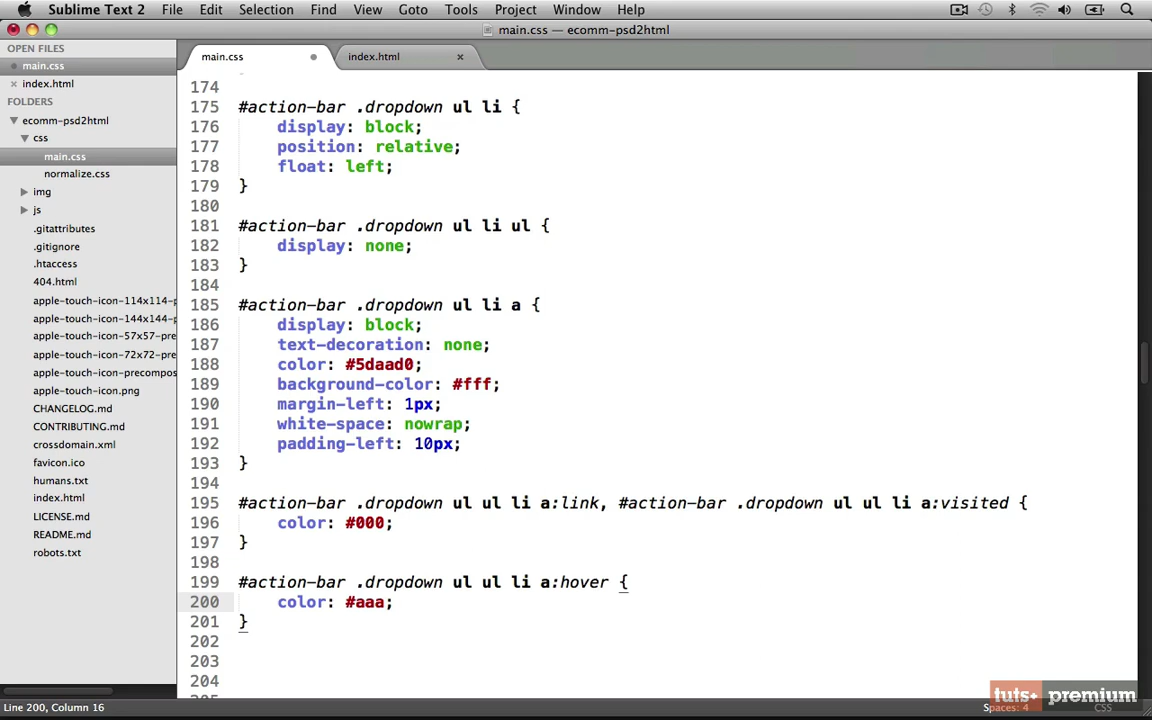 Sublime Text 2 File Edit Selection Find View Goto Tools Project Window Help
main.css — ecomm-psd2html
OPEN FILES
main.css
index.html
FOLDERS
ecomm-psd2html
css
main.css
normalize.css
img
js
.gitattributes
.gitignore
.htaccess
404.html
apple-touch-icon-114x114-p
apple-touch-icon-144x144-p
apple-touch-icon-57x57-pre
apple-touch-icon-72x72-pre
apple-touch-icon-precompos
apple-touch-icon.png
CHANGELOG.md
CONTRIBUTING.md
crossdomain.xml
favicon.ico
humans.txt
index.html
LICENSE.md
README.md
robots.txt
main.css index.html
174
175 #action-bar .dropdown ul li {
176 display: block;
177 position: relative;
178 float: left;
179 }
180
181 #action-bar .dropdown ul li ul {
182 display: none;
183 }
184
185 #action-bar .dropdown ul li a {
186 display: block;
187 text-decoration: none;
188 color: #5daad0;
189 background-color: #fff;
190 margin-left: 1px;
191 white-space: nowrap;
192 padding-left: 10px;
193 }
194
195 #action-bar .dropdown ul ul li a:link, #action-bar .dropdown ul ul li a:visited {
196 color: #000;
197 }
198
199 #action-bar .dropdown ul ul li a:hover {
200 color: #aaa;
201 }
202
203
204
tuts+ premium
Line 200, Column 16 Spaces: 4 CSS